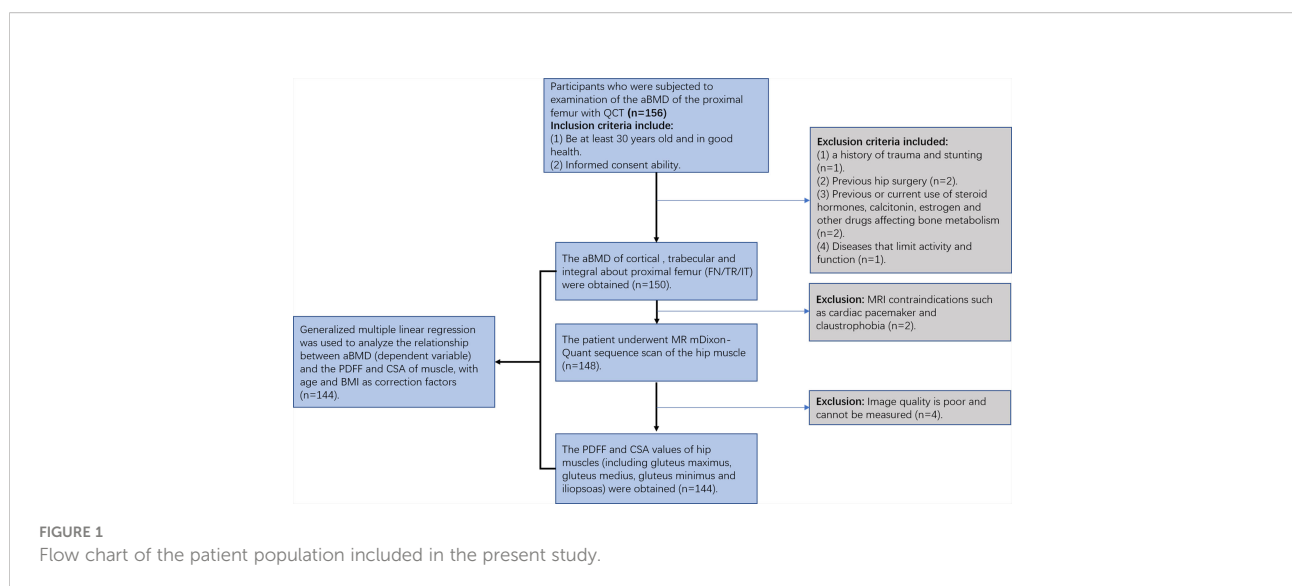 Participants who were subjected to
examination of the aBMD of the proximal
femur with QCT (n=156)
Inclusion criteria include:
(1) Be at least 30 years old and in good
health.
(2) Informed consent ability.
Exclusion criteria included:
(1) a history of trauma and stunting
(n=1).
(2) Previous hip surgery (n=2).
(3) Previous or current use of steroid
hormones, calcitonin, estrogen and
other drugs affecting bone metabolism
(n=2).
(4) Diseases that limit activity and
function (n=1).
The aBMD of cortical , trabecular and
integral about proximal femur (FN/TR/IT)
were obtained (n=150).
Exclusion: MRI contraindications such
as cardiac pacemaker and
claustrophobia (n=2).
Generalized multiple linear regression
was used to analyze the relationship
between aBMD (dependent variable)
and the PDFF and CSA of muscle, with
age and BMI as correction factors
(n=144).
The patient underwent MR mDixon-
Quant sequence scan of the hip muscle
(n=148).
Exclusion: Image quality is poor and
cannot be measured (n=4).
The PDFF and CSA values of hip
muscles (including gluteus maximus,
gluteus medius, gluteus minimus and
iliopsoas) were obtained (n=144).
FIGURE 1
Flow chart of the patient population included in the present study.